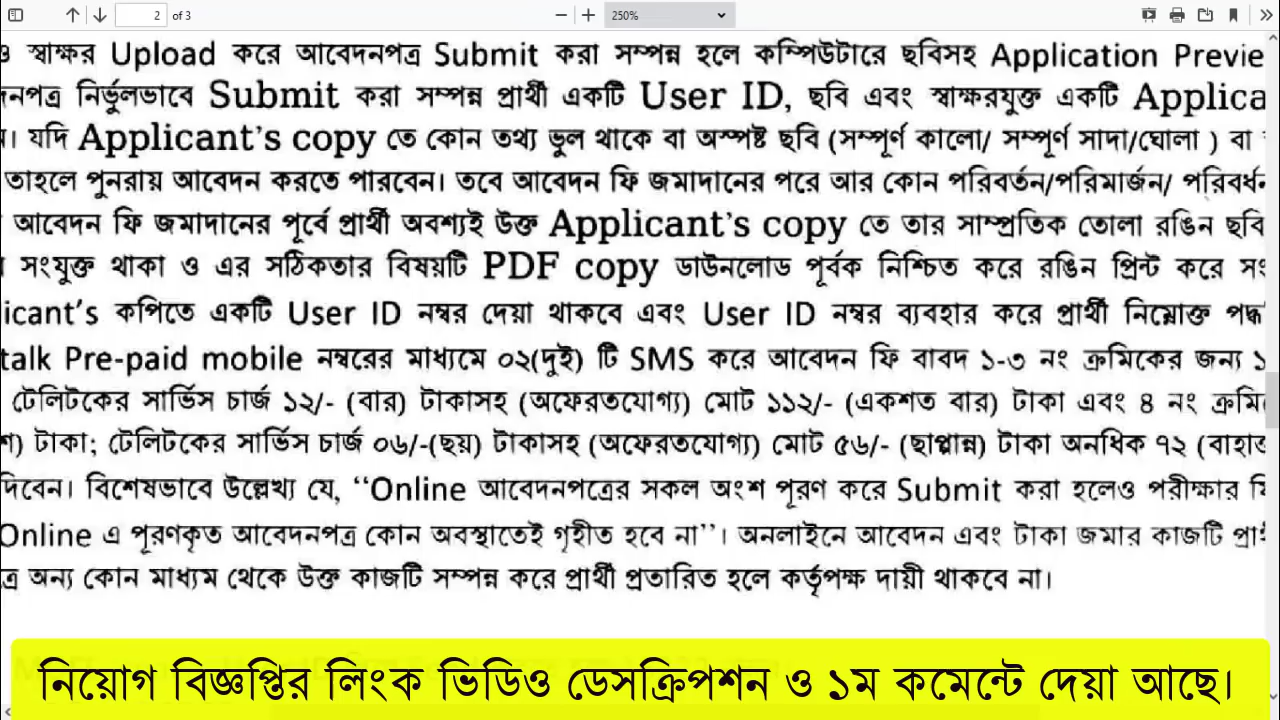 2 of 3
250%
ও স্বাক্ষর Upload করে আবেদনপত্র Submit করা সম্পন্ন হলে কম্পিউটারে ছবিসহ Application Previe
নপত্র নির্ভুলভাবে Submit করা সম্পন্ন প্রার্থী একটি User ID, ছবি এবং স্বাক্ষরযুক্ত একটি Applica
। যদি Applicant's copy তে কোন তথ্য ভুল থাকে বা অস্পষ্ট ছবি (সম্পূর্ণ কালো/ সম্পূর্ণ সাদা/ঘোলা ) বা
তাহলে পুনরায় আবেদন করতে পারবেন। তবে আবেদন ফি জমাদানের পরে আর কোন পরিবর্তন/পরিমার্জন/ পরিবর্ধন
আবেদন ফি জমাদানের পূর্বে প্রার্থী অবশ্যই উক্ত Applicant's copy তে তার সাম্প্রতিক তোলা রঙিন ছবি
সংযুক্ত থাকা ও এর সঠিকতার বিষয়টি PDF copy ডাউনলোড পূর্বক নিশ্চিত করে রঙিন প্রিন্ট করে সং
icant's কপিতে একটি User ID নম্বর দেয়া থাকবে এবং User ID নম্বর ব্যবহার করে প্রার্থী নিম্নোক্ত পদ্ধ
talk Pre-paid mobile নম্বরের মাধ্যমে ০২(দুই) টি SMS করে আবেদন ফি বাবদ ১-৩ নং ক্রমিকের জন্য ১
টেলিটকের সার্ভিস চার্জ ১২/- (বার) টাকাসহ (অফেরতযোগ্য) মোট ১১২/- (একশত বার) টাকা এবং ৪ নং ক্রমি
শ) টাকা; টেলিটকের সার্ভিস চার্জ ০৬/-(ছয়) টাকাসহ (অফেরতযোগ্য) মোট ৫৬/- (ছাপ্পান্ন) টাকা অনধিক ৭২ (বাহাত
দিবেন। বিশেষভাবে উল্লেখ্য যে, ‘‘Online আবেদনপত্রের সকল অংশ পূরণ করে Submit করা হলেও পরীক্ষার ফি
Online এ পূরণকৃত আবেদনপত্র কোন অবস্থাতেই গৃহীত হবে না’’। অনলাইনে আবেদন এবং টাকা জমার কাজটি প্রার্থ
ত্র অন্য কোন মাধ্যম থেকে উক্ত কাজটি সম্পন্ন করে প্রার্থী প্রতারিত হলে কর্তৃপক্ষ দায়ী থাকবে না।
নিয়োগ বিজ্ঞপ্তির লিংক ভিডিও ডেসক্রিপশন ও ১ম কমেন্টে দেয়া আছে।